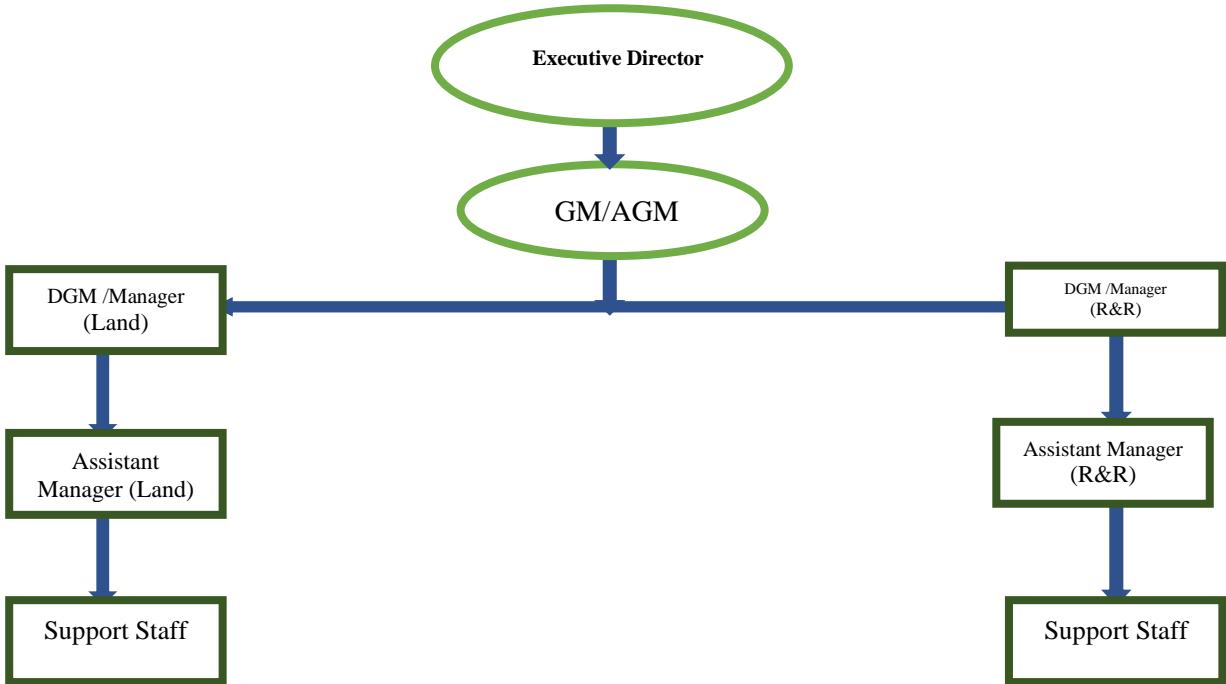 Executive Director
GM/AGM
DGM /Manager
(Land)
DGM /Manager
(R&R)
Assistant
Manager (Land)
Assistant Manager
(R&R)
Support Staff
Support Staff